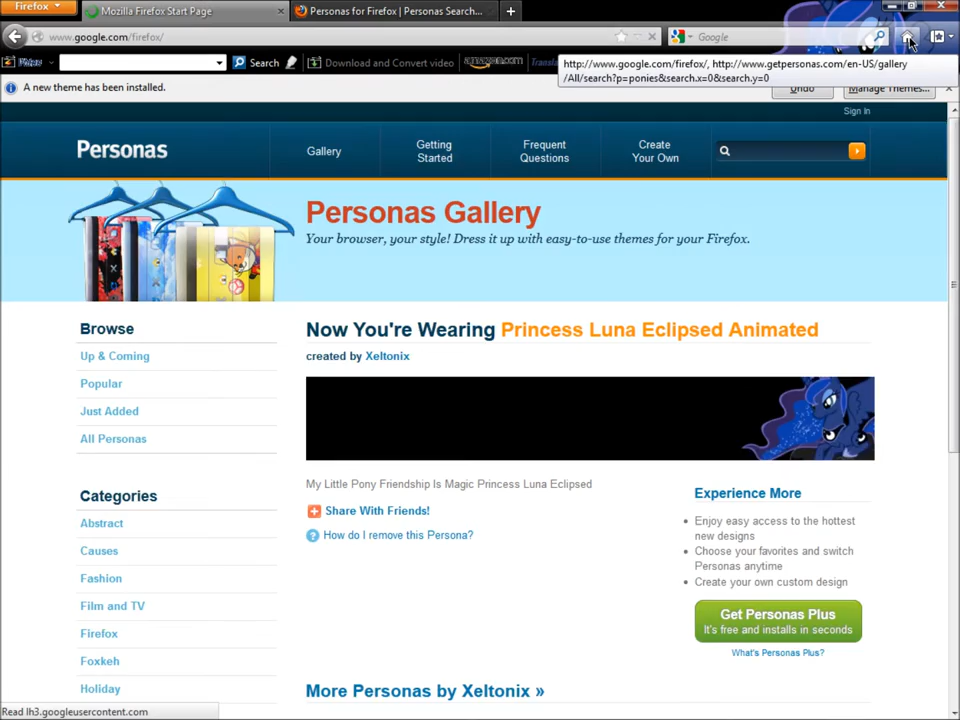 Firefox
Mozilla Firefox Start Page
Personas for Firefox | Personas Search...
www.google.com/firefox/
Google
Search
Download and Convert video
amazon.com
http://www.google.com/firefox/, http://www.getpersonas.com/en-US/gallery
/All/search?p=ponies&search.x=0&search.y=0
A new theme has been installed.
Undo
Manage Themes...
Sign In
Personas
Gallery
Getting
Started
Frequent
Questions
Create
Your Own
Personas Gallery
Your browser, your style! Dress it up with easy-to-use themes for your Firefox.
Browse
Up & Coming
Popular
Just Added
All Personas
Categories
Abstract
Causes
Fashion
Film and TV
Firefox
Foxkeh
Holiday
Now You're Wearing Princess Luna Eclipsed Animated
created by Xeltonix
My Little Pony Friendship Is Magic Princess Luna Eclipsed
Share With Friends!
How do I remove this Persona?
Experience More
Enjoy easy access to the hottest
new designs
Choose your favorites and switch
Personas anytime
Create your own custom design
Get Personas Plus
It's free and installs in seconds
What's Personas Plus?
More Personas by Xeltonix »
Read lh3.googleusercontent.com